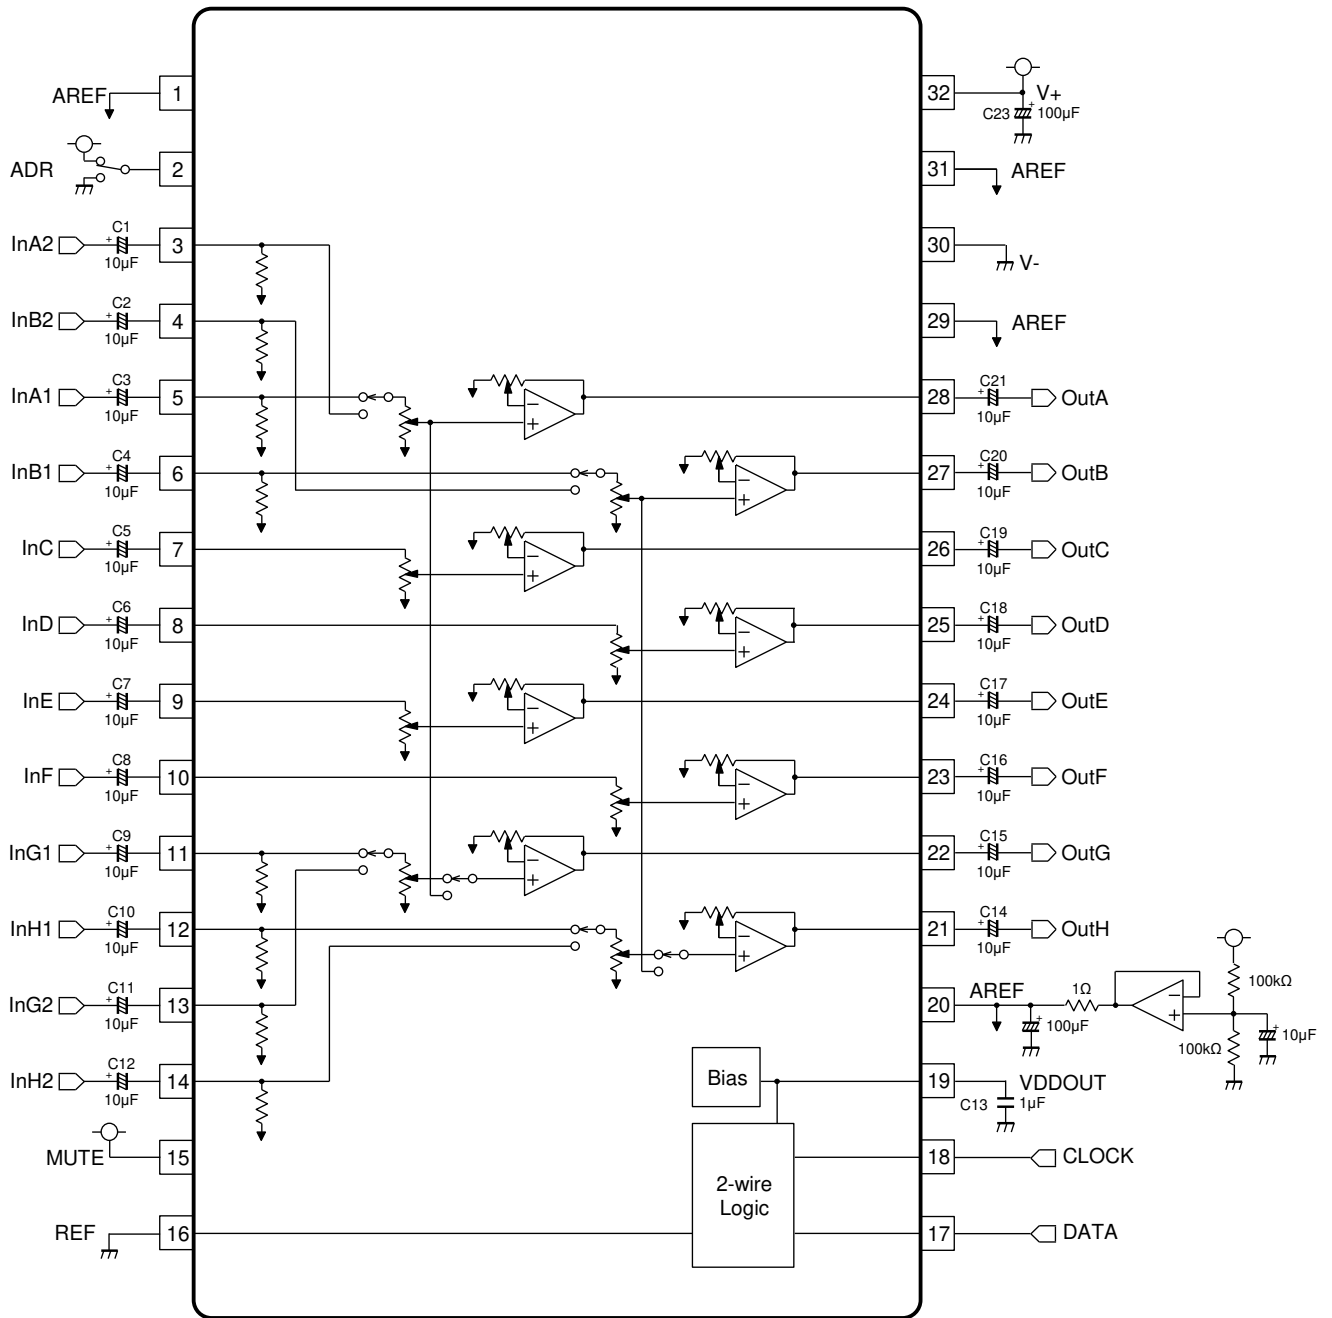 AREF 1
ADR 2
InA2 C1 + 10µF 3
InB2 C2 + 10µF 4
InA1 C3 + 10µF 5
InB1 C4 + 10µF 6
InC C5 + 10µF 7
InD C6 + 10µF 8
InE C7 + 10µF 9
InF C8 + 10µF 10
InG1 C9 + 10µF 11
InH1 C10 + 10µF 12
InG2 C11 + 10µF 13
InH2 C12 + 10µF 14
MUTE 15
REF 16
− +
− +
− +
− +
− +
− +
− +
− +
Bias
2-wire
Logic
32 V+ C23 + 100µF
31 AREF
30 V-
29 AREF
28 C21 + 10µF OutA
27 C20 + 10µF OutB
26 C19 + 10µF OutC
25 C18 + 10µF OutD
24 C17 + 10µF OutE
23 C16 + 10µF OutF
22 C15 + 10µF OutG
21 C14 + 10µF OutH
20 AREF + 100µF 1Ω − + 100kΩ 100kΩ + 10µF
19 VDDOUT C13 1µF
18 CLOCK
17 DATA